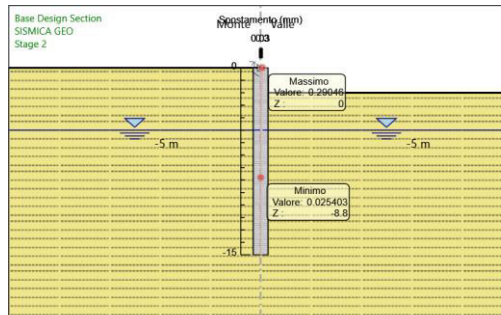 Base Design Section
SISMICA GEO
Stage 2
Spostamento (mm)
Monte Valle
0
Massimo
Valore: 0.29046
Z : 0
-5 m
-5 m
Minimo
Valore: 0.025403
Z : -8.8
-15